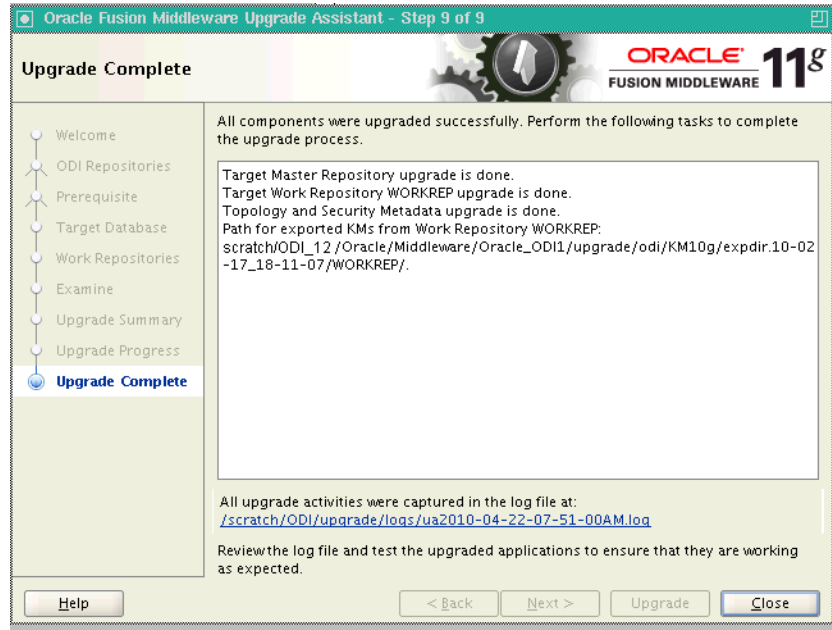 Oracle Fusion Middleware Upgrade Assistant - Step 9 of 9
Upgrade Complete
ORACLE
FUSION MIDDLEWARE
11g
Welcome
ODI Repositories
Prerequisite
Target Database
Work Repositories
Examine
Upgrade Summary
Upgrade Progress
Upgrade Complete
All components were upgraded successfully. Perform the following tasks to complete
the upgrade process.
Target Master Repository upgrade is done.
Target Work Repository WORKREP upgrade is done.
Topology and Security Metadata upgrade is done.
Path for exported KMs from Work Repository WORKREP:
scratch/ODI_12 /Oracle/Middleware/Oracle_ODI1/upgrade/odi/KM10g/expdir.10-02
-17_18-11-07/WORKREP/.
All upgrade activities were captured in the log file at:
/scratch/ODI/upgrade/logs/ua2010-04-22-07-51-00AM.log
Review the log file and test the upgraded applications to ensure that they are working
as expected.
Help
< Back
Next >
Upgrade
Close